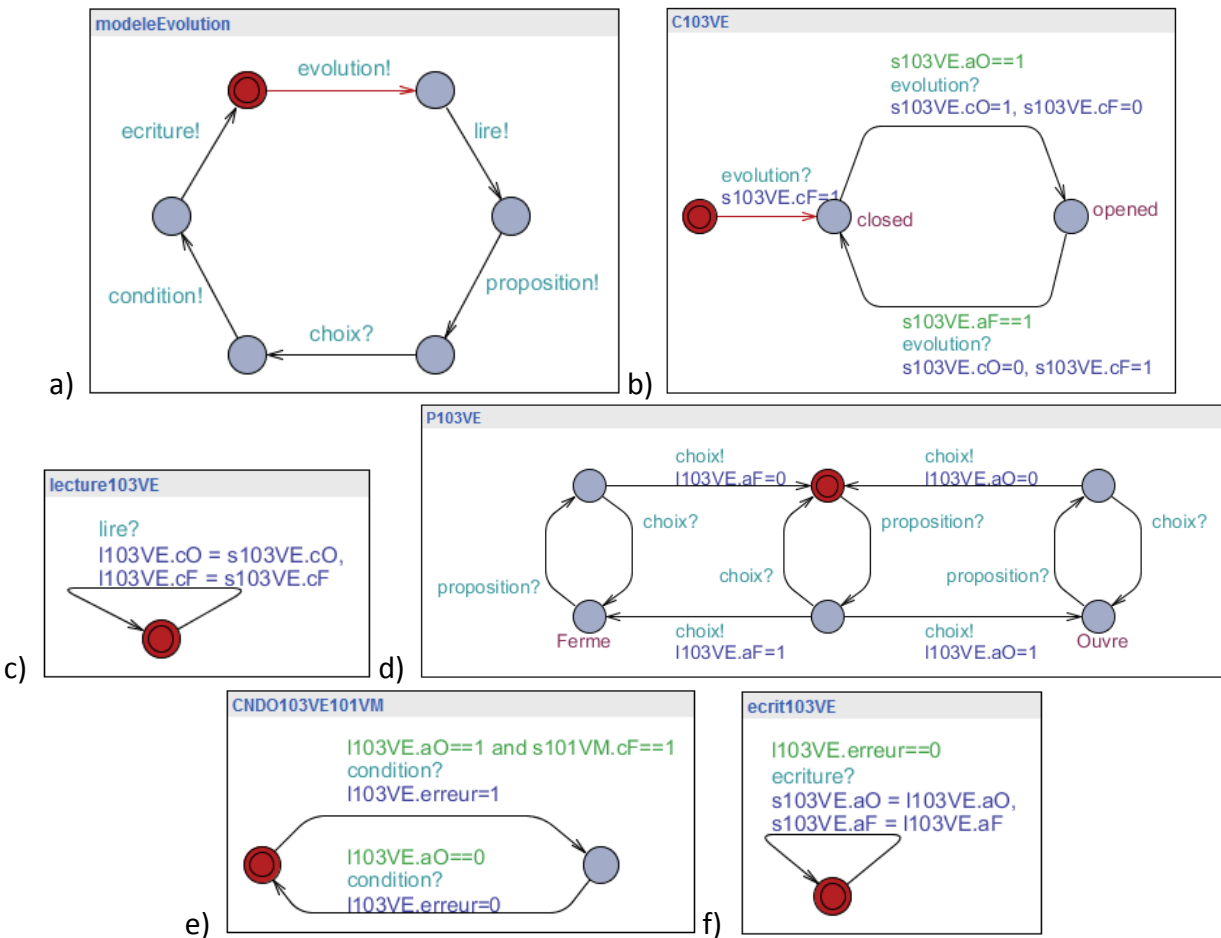 modeleEvolution
evolution!
ecriture!
lire!
condition!
proposition!
choix?
a)
C103VE
s103VE.aO==1
evolution?
s103VE.cO=1, s103VE.cF=0
evolution?
s103VE.cF=1
closed
opened
s103VE.aF==1
evolution?
s103VE.cO=0, s103VE.cF=1
b)
lecture103VE
lire?
l103VE.cO = s103VE.cO,
l103VE.cF = s103VE.cF
c)
P103VE
choix!
l103VE.aF=0
choix!
l103VE.aO=0
choix?
proposition?
choix?
proposition?
choix?
proposition?
Ferme
choix!
l103VE.aF=1
choix!
l103VE.aO=1
Ouvre
d)
CNDO103VE101VM
l103VE.aO==1 and s101VM.cF==1
condition?
l103VE.erreur=1
l103VE.aO==0
condition?
l103VE.erreur=0
e)
ecrit103VE
l103VE.erreur==0
ecriture?
s103VE.aO = l103VE.aO,
s103VE.aF = l103VE.aF
f)